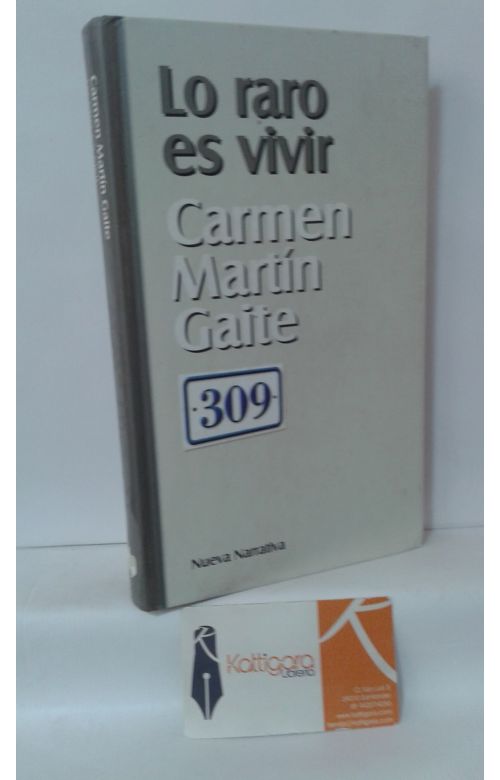 Carmen Martín Gaite
Lo raro
es vivir
Carmen
Martín
Gaite
·309·
Nueva Narrativa
Kattigara
Librería